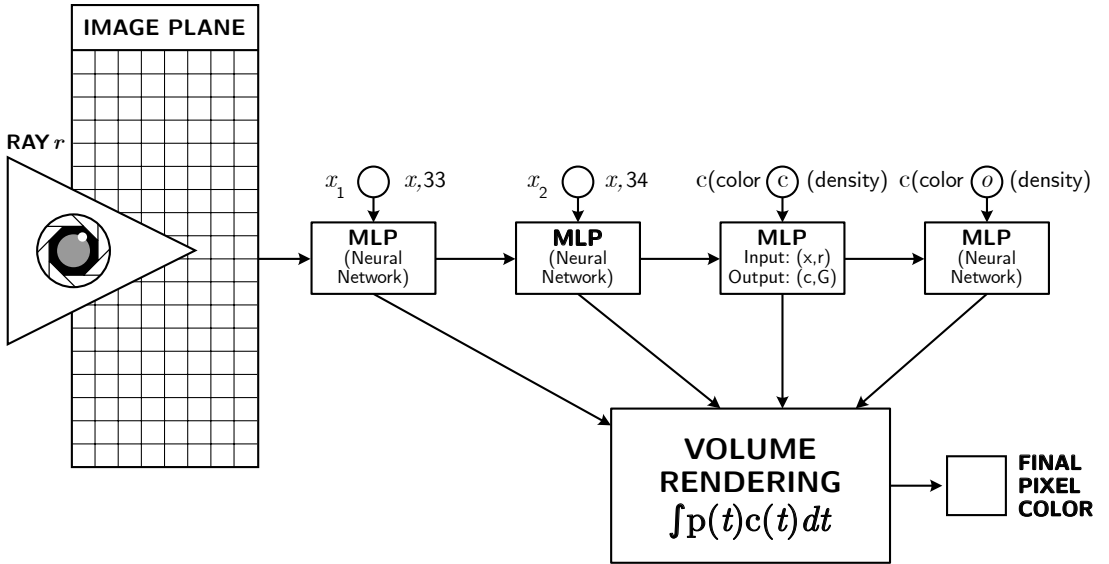 IMAGE PLANE
RAY r
x₁ x,33
x₂ x,34
c(color c (density)
c(color o (density)
MLP
(Neural
Network)
MLP
(Neural
Network)
MLP
Input: (x,r)
Output: (c,G)
MLP
(Neural
Network)
VOLUME
RENDERING
∫p(t)c(t)dt
FINAL
PIXEL
COLOR